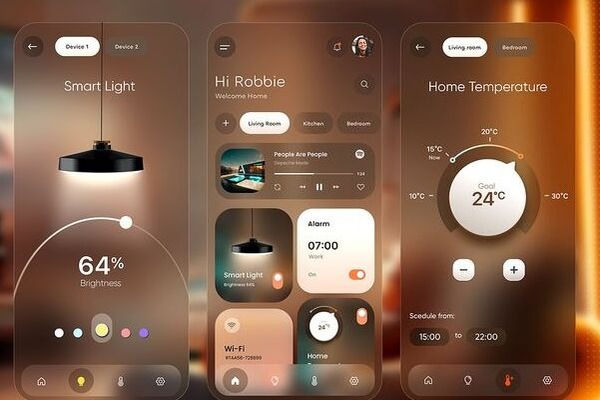 Device 1
Device 2
Smart Light
64%
Brightness
Hi Robbie
Welcome Home
Living Room
Kitchen
Bedroom
People Are People
Depeche Mode
1:24
Smart Light
Brightness 64%
Alarm
07:00
Work
On
Wi-Fi
24°C
Home
Living room
Bedroom
Home Temperature
20°C
15°C
Now
10°C
30°C
Goal
24°C
Scedule from:
15:00
to
22:00